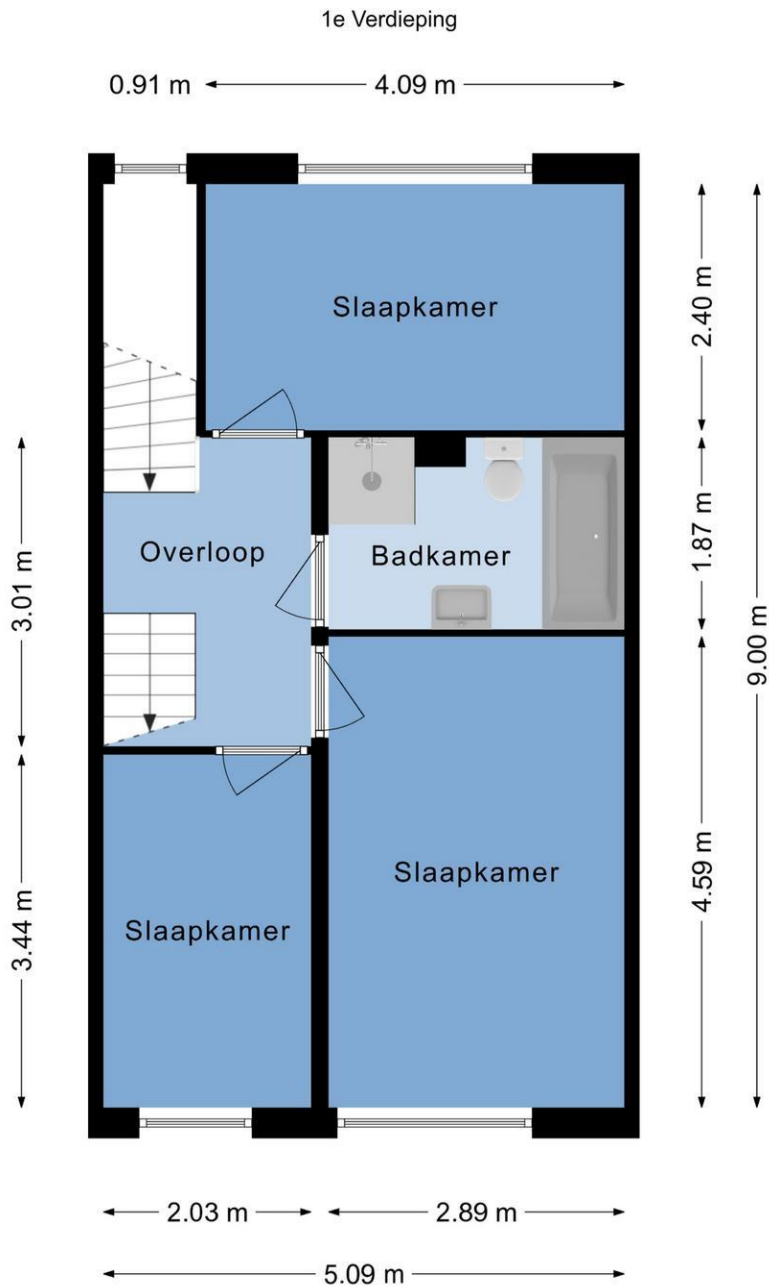 1e Verdieping
0.91 m
4.09 m
Slaapkamer
2.40 m
Overloop
Badkamer
1.87 m
3.01 m
9.00 m
Slaapkamer
4.59 m
Slaapkamer
3.44 m
2.03 m
2.89 m
5.09 m